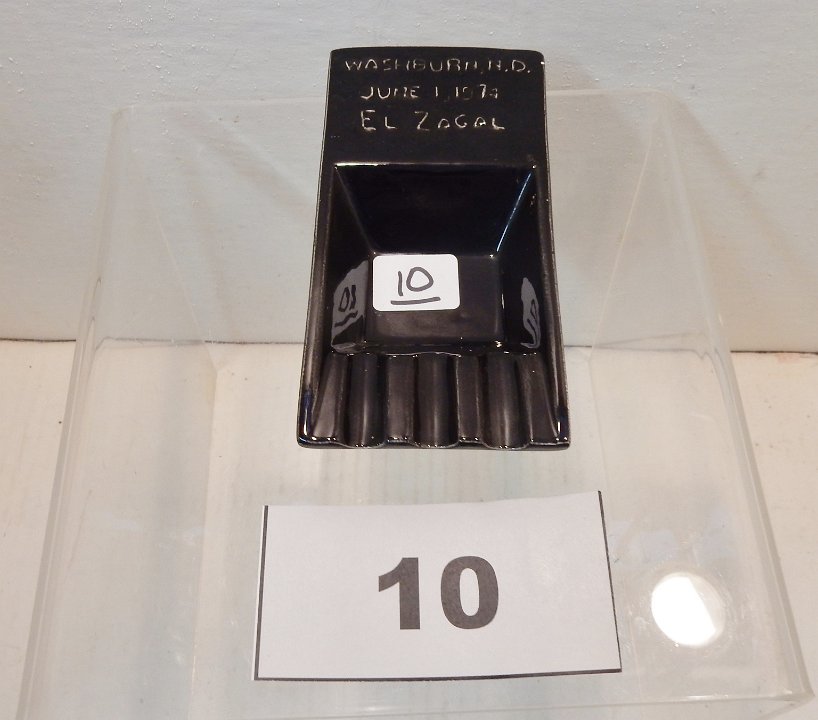 WASHBURN, N.D.
JUNE 1, 1974
EL ZAGAL
10
10